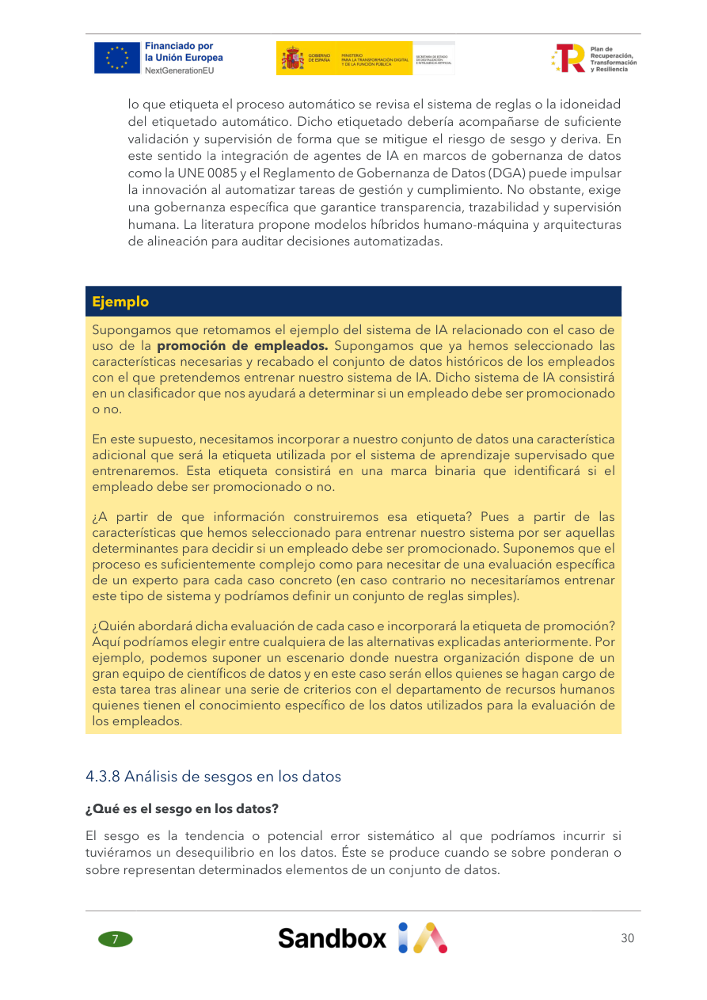 Financiado por
la Unión Europea
NextGenerationEU
GOBIERNO
DE ESPAÑA
MINISTERIO
PARA LA TRANSFORMACIÓN DIGITAL
Y DE LA FUNCIÓN PÚBLICA
SECRETARÍA DE ESTADO
DE DIGITALIZACIÓN
E INTELIGENCIA ARTIFICIAL
Plan de
Recuperación,
Transformación
y Resiliencia
lo que etiqueta el proceso automático se revisa el sistema de reglas o la idoneidad
del etiquetado automático. Dicho etiquetado debería acompañarse de suficiente
validación y supervisión de forma que se mitigue el riesgo de sesgo y deriva. En
este sentido la integración de agentes de IA en marcos de gobernanza de datos
como la UNE 0085 y el Reglamento de Gobernanza de Datos (DGA) puede impulsar
la innovación al automatizar tareas de gestión y cumplimiento. No obstante, exige
una gobernanza específica que garantice transparencia, trazabilidad y supervisión
humana. La literatura propone modelos híbridos humano-máquina y arquitecturas
de alineación para auditar decisiones automatizadas.
Ejemplo
Supongamos que retomamos el ejemplo del sistema de IA relacionado con el caso de
uso de la promoción de empleados. Supongamos que ya hemos seleccionado las
características necesarias y recabado el conjunto de datos históricos de los empleados
con el que pretendemos entrenar nuestro sistema de IA. Dicho sistema de IA consistirá
en un clasificador que nos ayudará a determinar si un empleado debe ser promocionado
o no.
En este supuesto, necesitamos incorporar a nuestro conjunto de datos una característica
adicional que será la etiqueta utilizada por el sistema de aprendizaje supervisado que
entrenaremos. Esta etiqueta consistirá en una marca binaria que identificará si el
empleado debe ser promocionado o no.
¿A partir de que información construiremos esa etiqueta? Pues a partir de las
características que hemos seleccionado para entrenar nuestro sistema por ser aquellas
determinantes para decidir si un empleado debe ser promocionado. Suponemos que el
proceso es suficientemente complejo como para necesitar de una evaluación específica
de un experto para cada caso concreto (en caso contrario no necesitaríamos entrenar
este tipo de sistema y podríamos definir un conjunto de reglas simples).
¿Quién abordará dicha evaluación de cada caso e incorporará la etiqueta de promoción?
Aquí podríamos elegir entre cualquiera de las alternativas explicadas anteriormente. Por
ejemplo, podemos suponer un escenario donde nuestra organización dispone de un
gran equipo de científicos de datos y en este caso serán ellos quienes se hagan cargo de
esta tarea tras alinear una serie de criterios con el departamento de recursos humanos
quienes tienen el conocimiento específico de los datos utilizados para la evaluación de
los empleados.
4.3.8 Análisis de sesgos en los datos
¿Qué es el sesgo en los datos?
El sesgo es la tendencia o potencial error sistemático al que podríamos incurrir si
tuviéramos un desequilibrio en los datos. Éste se produce cuando se sobre ponderan o
sobre representan determinados elementos de un conjunto de datos.
7
Sandbox IA
30